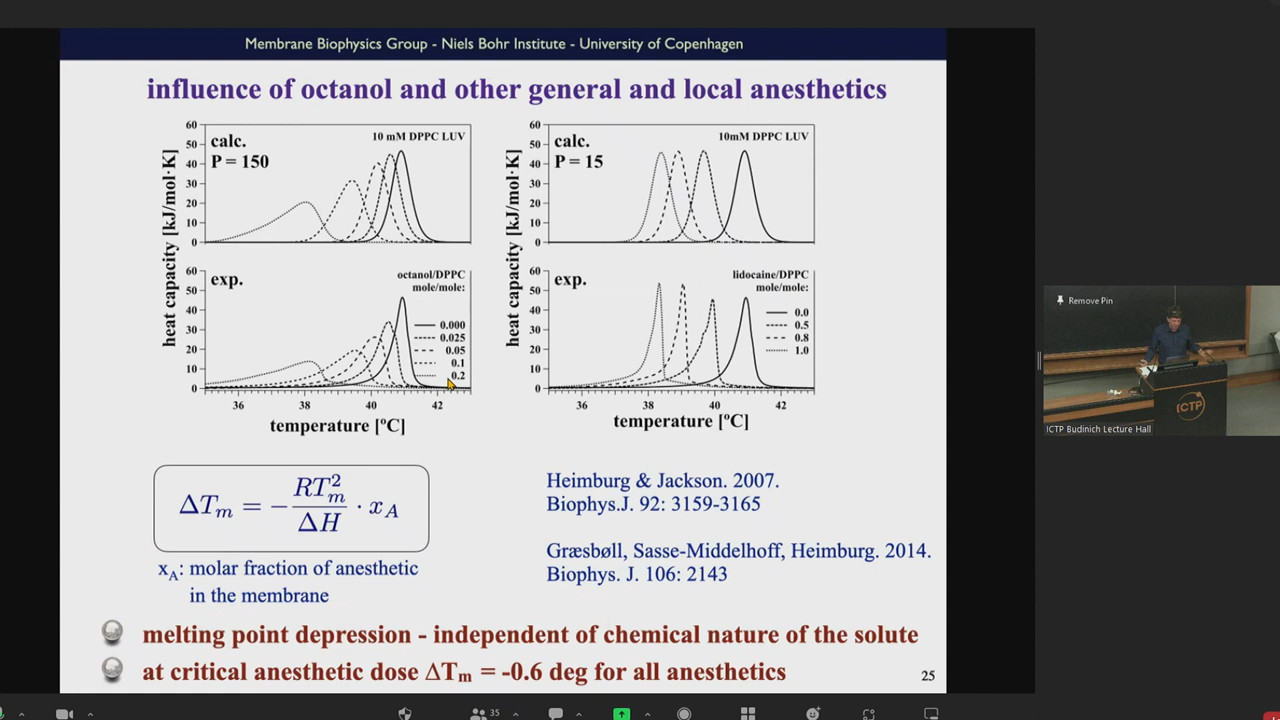 Membrane Biophysics Group - Niels Bohr Institute - University of Copenhagen
influence of octanol and other general and local anesthetics
heat capacity [kJ/mol·K]
60
50
40
30
20
10
0
calc.
P = 150
10 mM DPPC LUV
heat capacity [kJ/mol·K]
60
50
40
30
20
10
0
calc.
P = 15
10mM DPPC LUV
60
50
40
30
20
10
0
exp.
octanol/DPPC
mole/mole:
0.000
0.025
0.05
0.1
0.2
36 38 40 42
temperature [ºC]
60
50
40
30
20
10
0
exp.
lidocaine/DPPC
mole/mole:
0.0
0.5
0.8
1.0
36 38 40 42
temperature [ºC]
ΔTₘ = - RTₘ² / ΔH · xA
xA: molar fraction of anesthetic
in the membrane
Heimburg & Jackson. 2007.
Biophys.J. 92: 3159-3165
Græsbøll, Sasse-Middelhoff, Heimburg. 2014.
Biophys. J. 106: 2143
melting point depression - independent of chemical nature of the solute
at critical anesthetic dose ΔTm = -0.6 deg for all anesthetics
25
Remove Pin
ICTP
ICTP Budinich Lecture Hall
35